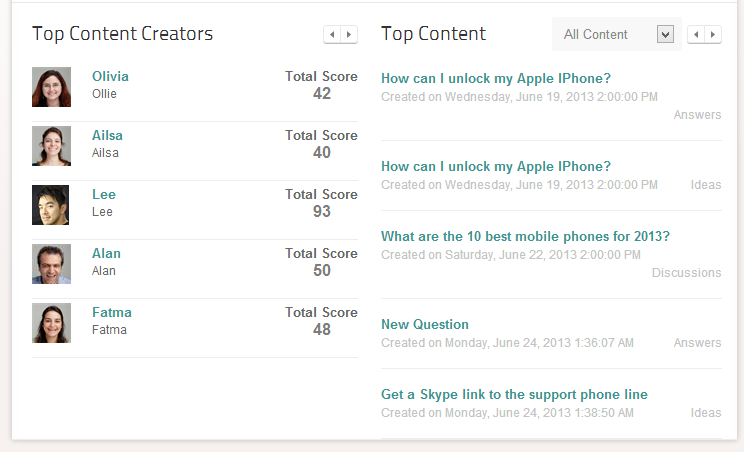 Top Content Creators
Olivia
Ollie
Total Score
42
Ailsa
Ailsa
Total Score
40
Lee
Lee
Total Score
93
Alan
Alan
Total Score
50
Fatma
Fatma
Total Score
48
Top Content
All Content
How can I unlock my Apple IPhone?
Created on Wednesday, June 19, 2013 2:00:00 PM
Answers
How can I unlock my Apple IPhone?
Created on Wednesday, June 19, 2013 2:00:00 PM
Ideas
What are the 10 best mobile phones for 2013?
Created on Saturday, June 22, 2013 2:00:00 PM
Discussions
New Question
Created on Monday, June 24, 2013 1:36:07 AM
Answers
Get a Skype link to the support phone line
Created on Monday, June 24, 2013 1:38:50 AM
Ideas